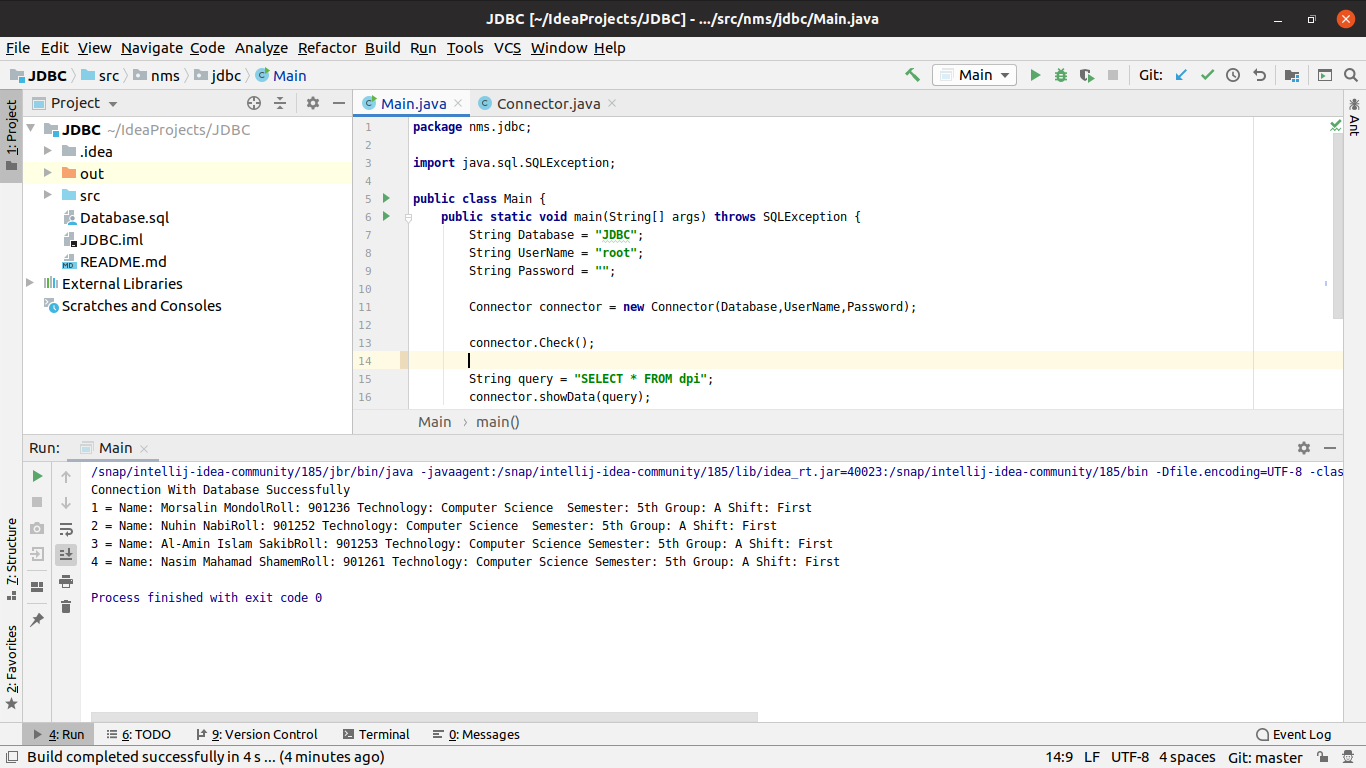 JDBC [~/IdeaProjects/JDBC] - .../src/nms/jdbc/Main.java
File Edit View Navigate Code Analyze Refactor Build Run Tools VCS Window Help
JDBC src nms jdbc Main
Main
Git:
1: Project
Project
Main.java
Connector.java
Ant
JDBC ~/IdeaProjects/JDBC
.idea
out
src
Database.sql
JDBC.iml
README.md
External Libraries
Scratches and Consoles
1 package nms.jdbc;
2
3 import java.sql.SQLException;
4
5 public class Main {
6 public static void main(String[] args) throws SQLException {
7 String Database = "JDBC";
8 String UserName = "root";
9 String Password = "";
10
11 Connector connector = new Connector(Database,UserName,Password);
12
13 connector.Check();
14
15 String query = "SELECT * FROM dpi";
16 connector.showData(query);
Main › main()
Run: Main
/snap/intellij-idea-community/185/jbr/bin/java -javaagent:/snap/intellij-idea-community/185/lib/idea_rt.jar=40023:/snap/intellij-idea-community/185/bin -Dfile.encoding=UTF-8 -clas
Connection With Database Successfully
1 = Name: Morsalin MondolRoll: 901236 Technology: Computer Science  Semester: 5th Group: A Shift: First
2 = Name: Nuhin NabiRoll: 901252 Technology: Computer Science  Semester: 5th Group: A Shift: First
3 = Name: Al-Amin Islam SakibRoll: 901253 Technology: Computer Science Semester: 5th Group: A Shift: First
4 = Name: Nasim Mahamad ShamemRoll: 901261 Technology: Computer Science Semester: 5th Group: A Shift: First
Process finished with exit code 0
7: Structure
2: Favorites
4: Run 6: TODO 9: Version Control Terminal 0: Messages Event Log
Build completed successfully in 4 s ... (4 minutes ago) 14:9 LF UTF-8 4 spaces Git: master